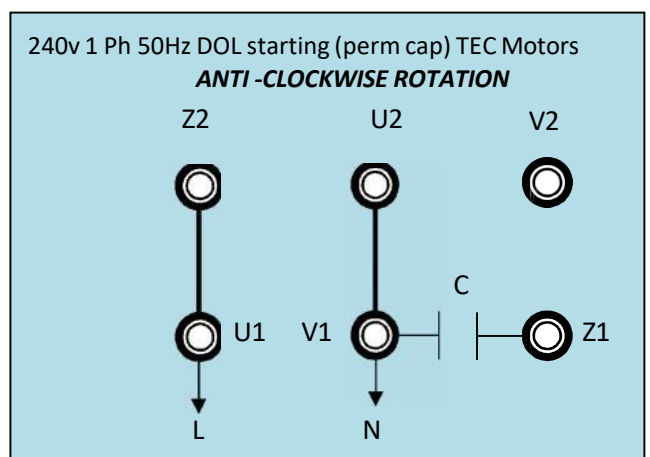 240v 1 Ph 50Hz DOL starting (perm cap) TEC Motors
ANTI -CLOCKWISE ROTATION
Z2 U2 V2
C
U1 V1 Z1
L N